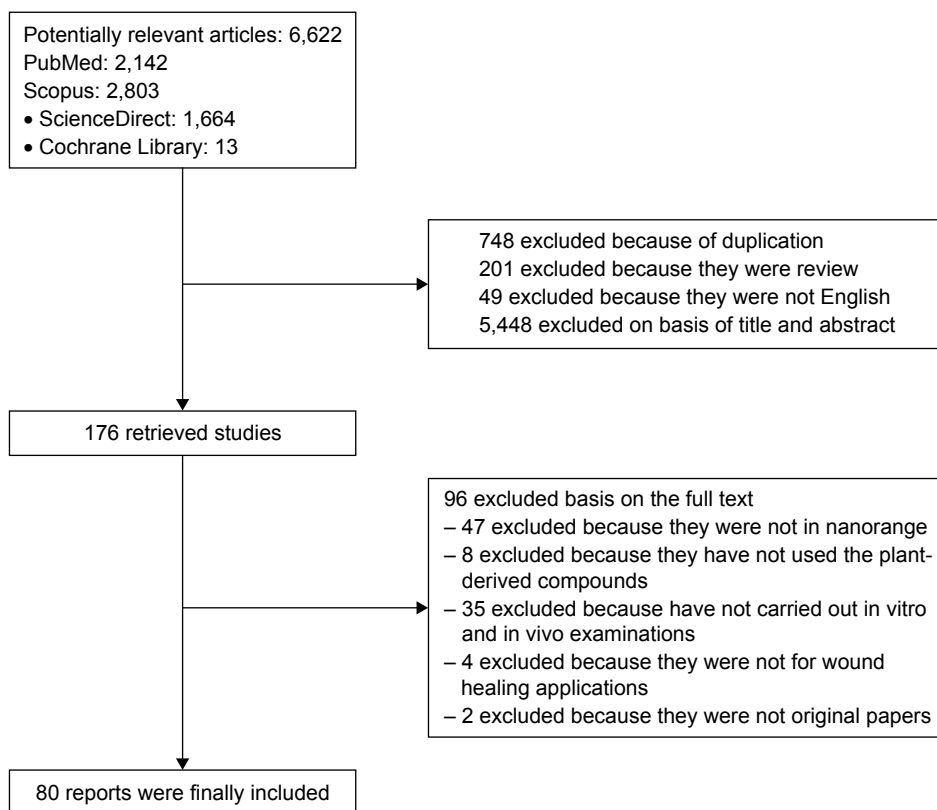 Potentially relevant articles: 6,622
PubMed: 2,142
Scopus: 2,803
• ScienceDirect: 1,664
• Cochrane Library: 13
748 excluded because of duplication
201 excluded because they were review
49 excluded because they were not English
5,448 excluded on basis of title and abstract
176 retrieved studies
96 excluded basis on the full text
– 47 excluded because they were not in nanorange
– 8 excluded because they have not used the plant-
derived compounds
– 35 excluded because have not carried out in vitro
and in vivo examinations
– 4 excluded because they were not for wound
healing applications
– 2 excluded because they were not original papers
80 reports were finally included